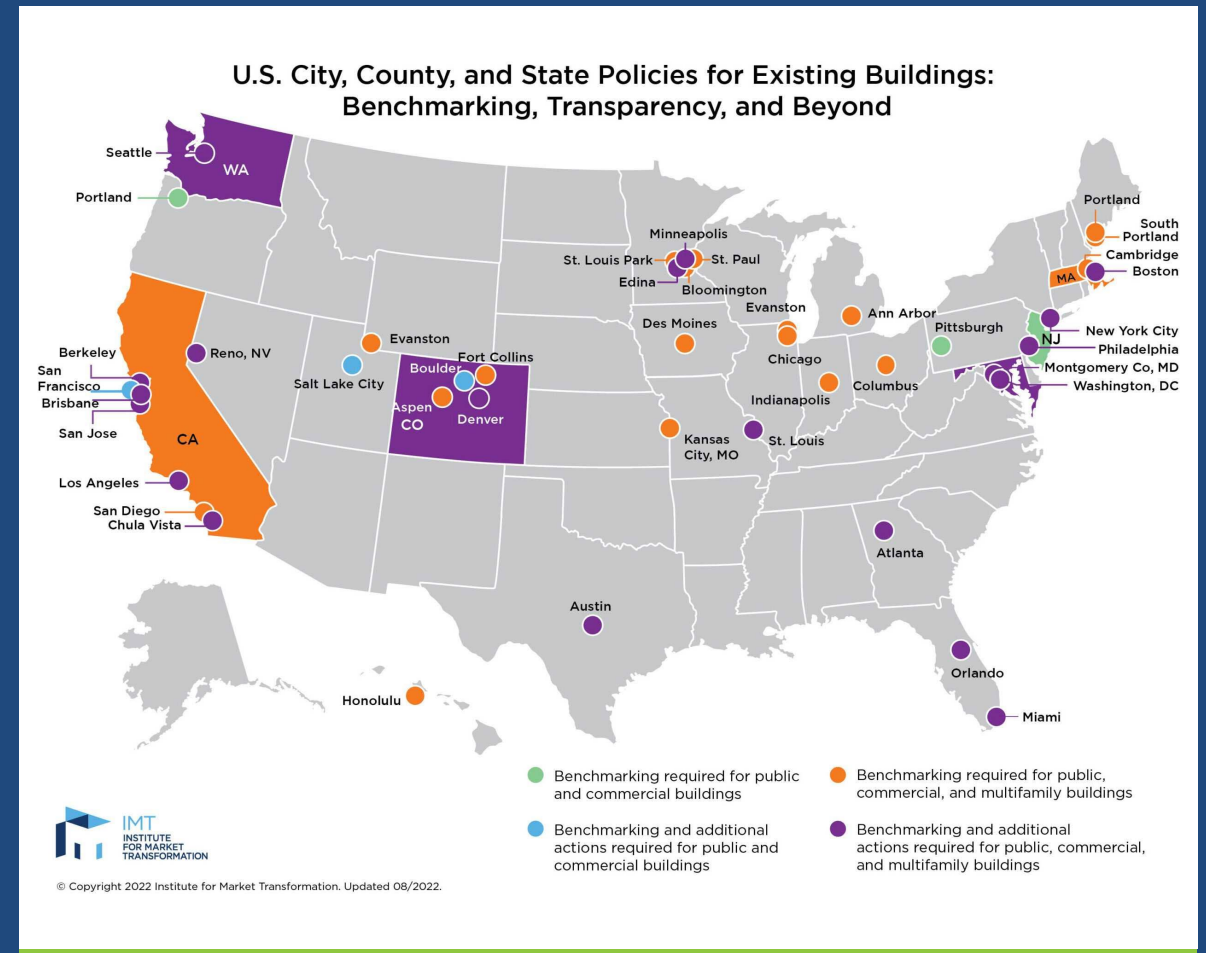 U.S. City, County, and State Policies for Existing Buildings:
Benchmarking, Transparency, and Beyond
Seattle
WA
Portland
Minneapolis
St. Louis Park
St. Paul
Edina
Bloomington
Portland
South
Portland
Cambridge
MA
Boston
Evanston
Des Moines
Ann Arbor
Pittsburgh
NJ
New York City
Philadelphia
Montgomery Co, MD
Washington, DC
Chicago
Columbus
Indianapolis
Berkeley
San
Francisco
Brisbane
San Jose
Reno, NV
Evanston
Salt Lake City
Fort Collins
Boulder
Aspen
CO
Denver
CA
Kansas
City, MO
St. Louis
Los Angeles
San Diego
Chula Vista
Atlanta
Austin
Orlando
Honolulu
Miami
Benchmarking required for public
and commercial buildings
Benchmarking required for public,
commercial, and multifamily buildings
Benchmarking and additional
actions required for public and
commercial buildings
Benchmarking and additional
actions required for public, commercial,
and multifamily buildings
IMT
INSTITUTE
FOR MARKET
TRANSFORMATION
© Copyright 2022 Institute for Market Transformation. Updated 08/2022.